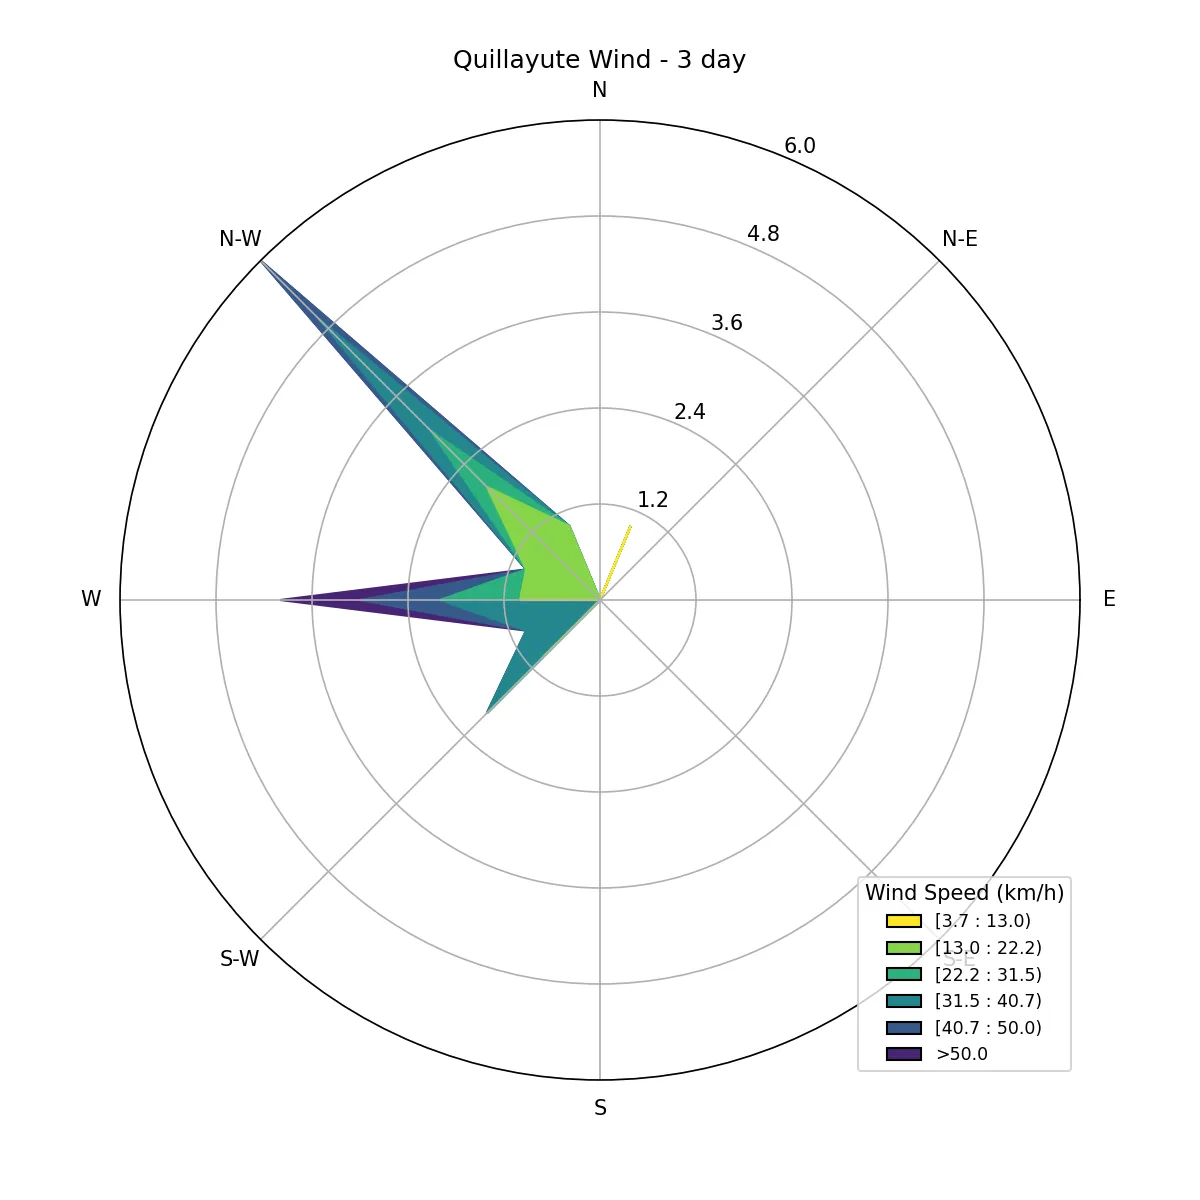 Quillayute Wind - 3 day
N
6.0
4.8
N-W
N-E
3.6
2.4
1.2
W
E
Wind Speed (km/h)
[3.7 : 13.0)
[13.0 : 22.2)
S-W
S-E
[22.2 : 31.5)
[31.5 : 40.7)
[40.7 : 50.0)
>50.0
S